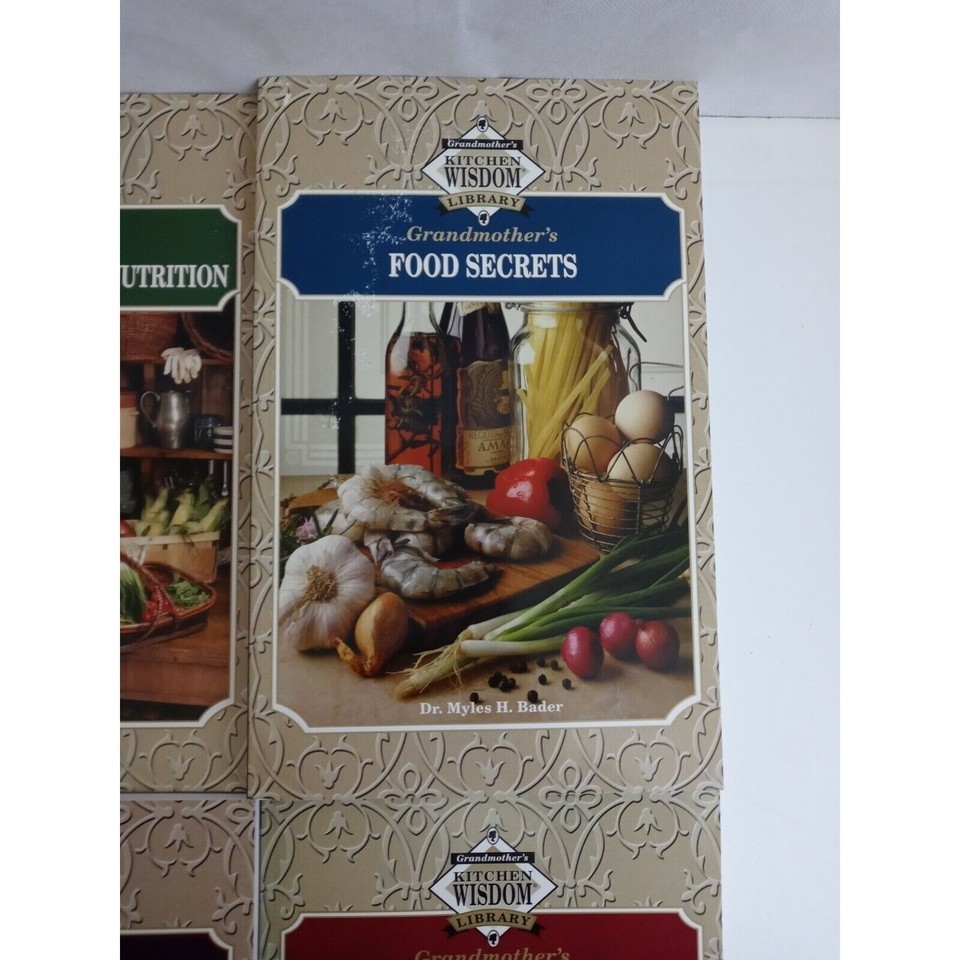 Grandmother's
KITCHEN
WISDOM
LIBRARY
Grandmother's
FOOD SECRETS
UTRITION
AMA
Dr. Myles H. Bader
Grandmother's
KITCHEN
WISDOM
LIBRARY
Grandmother's